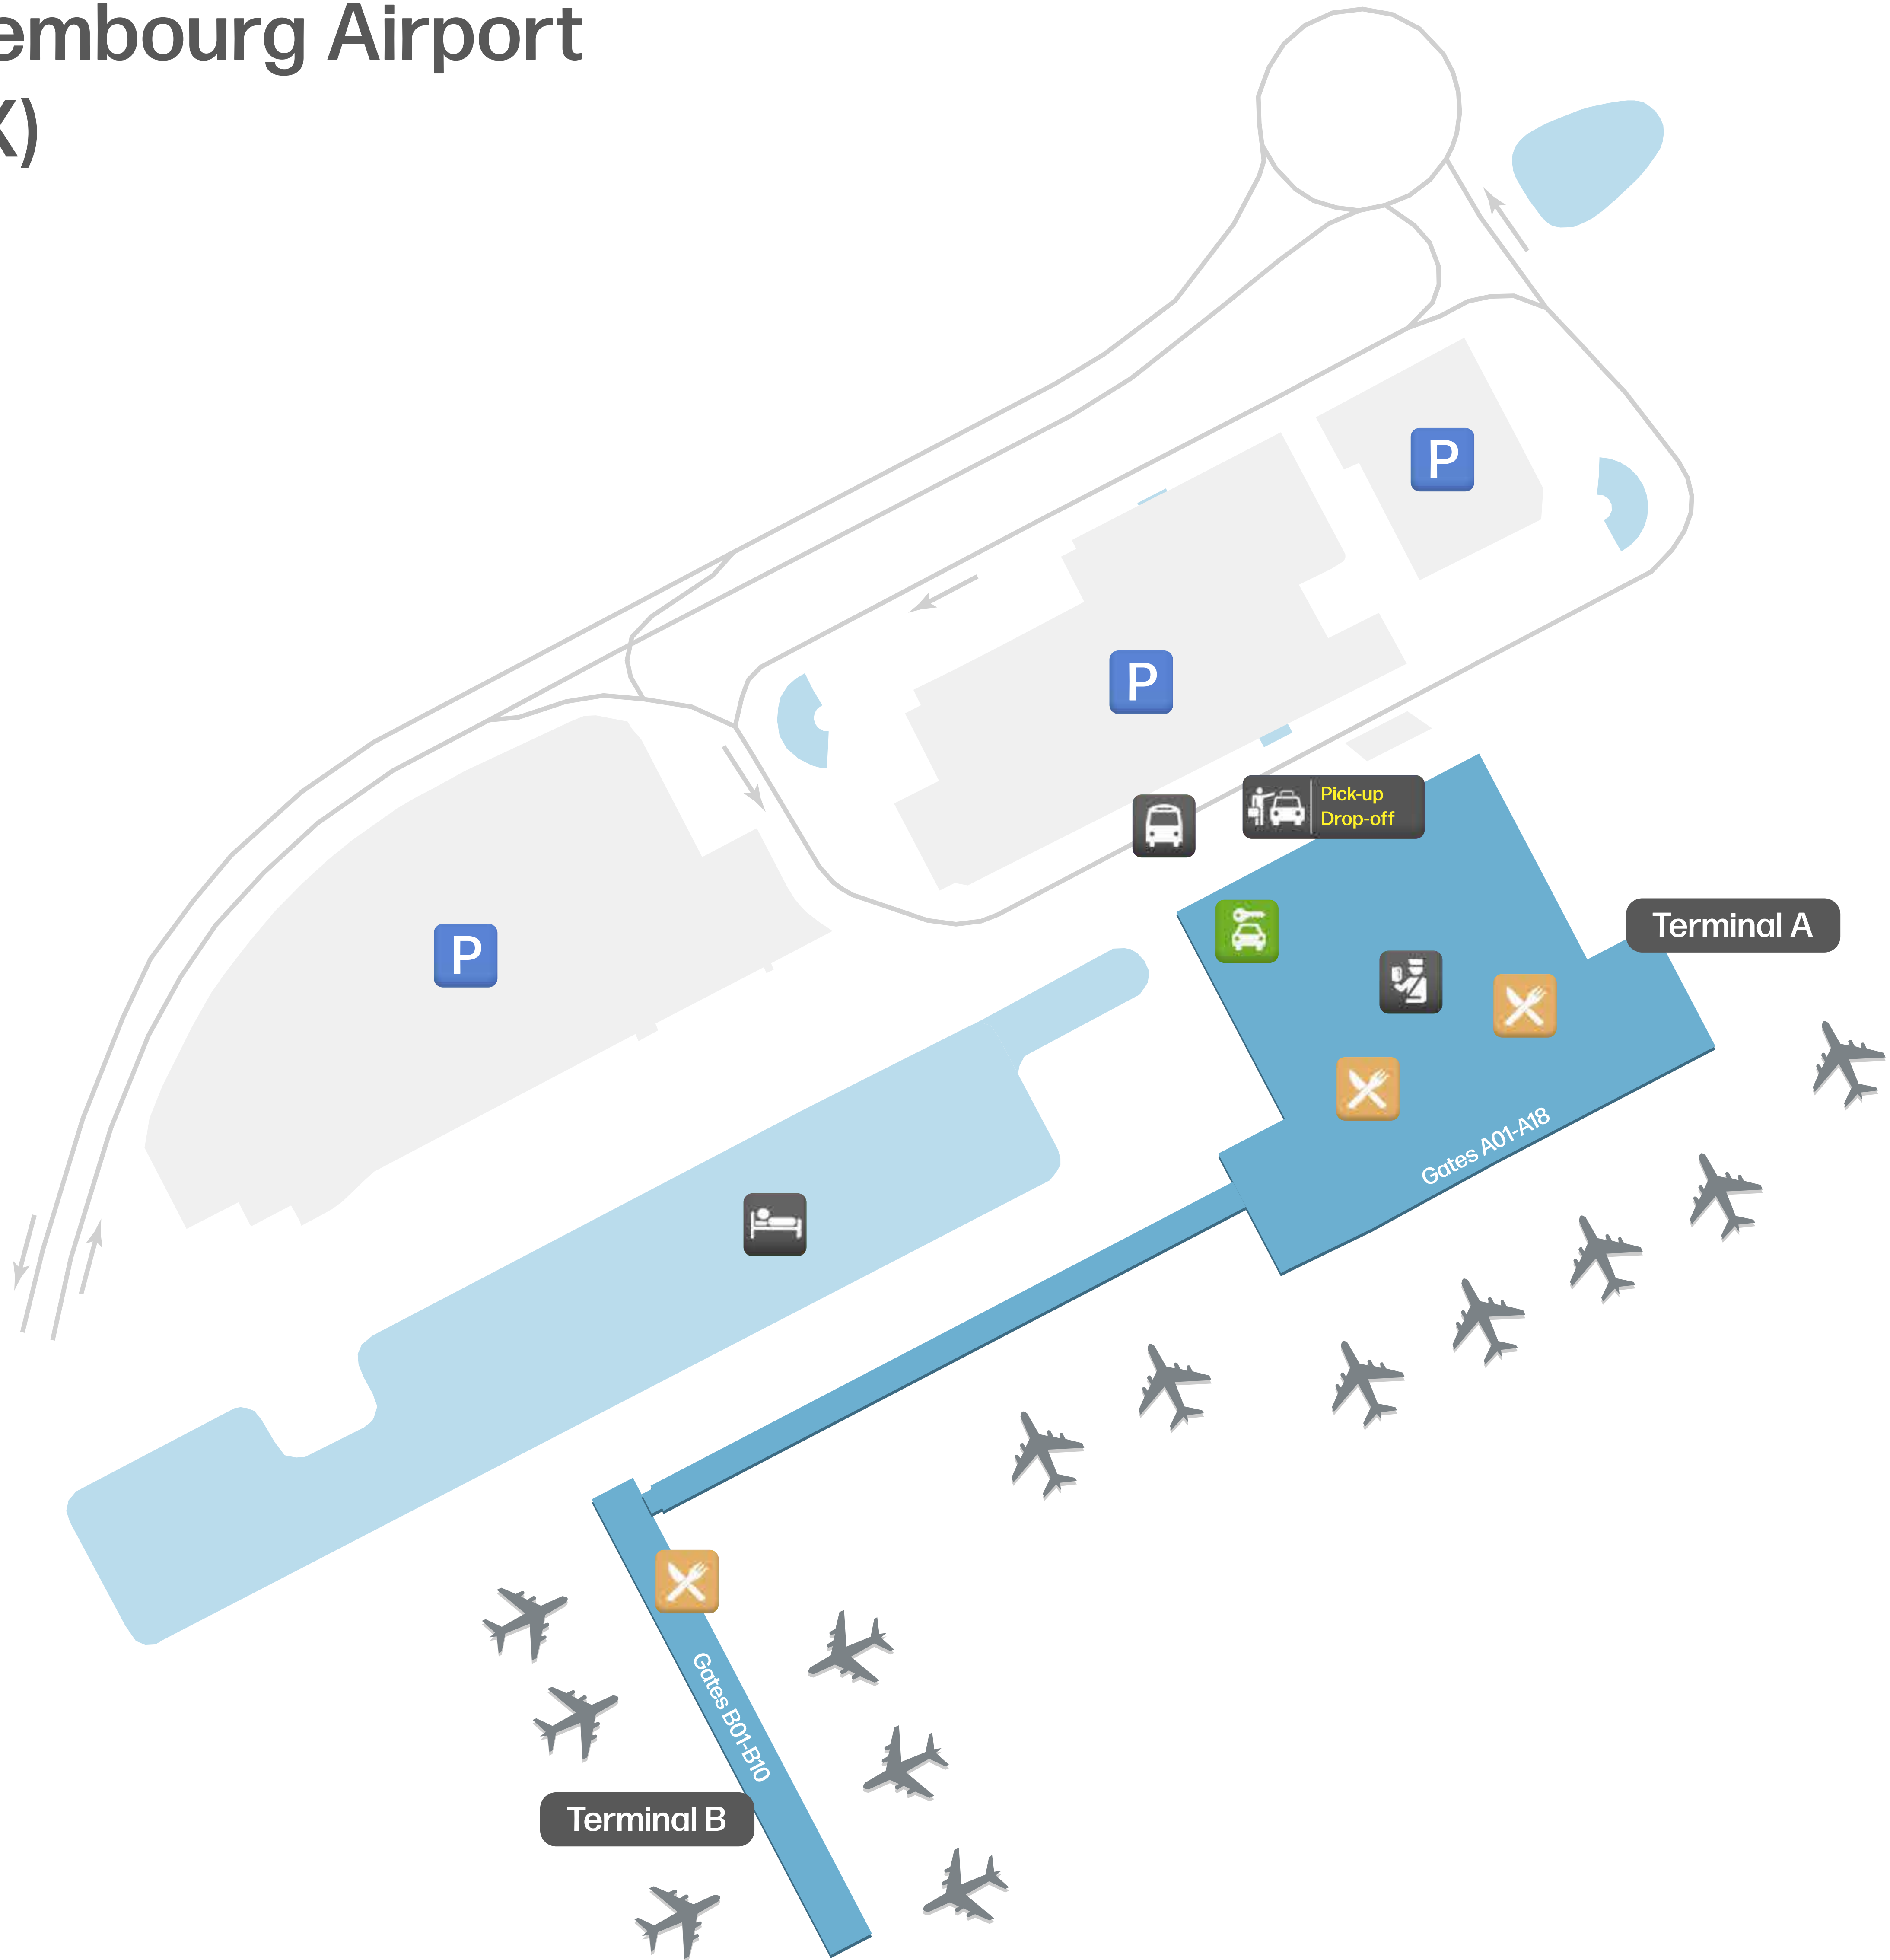 embourg Airport
X)
P
P
P
Pick-up
Drop-off
Terminal A
Gates A01-A18
Gates B01-B10
Terminal B